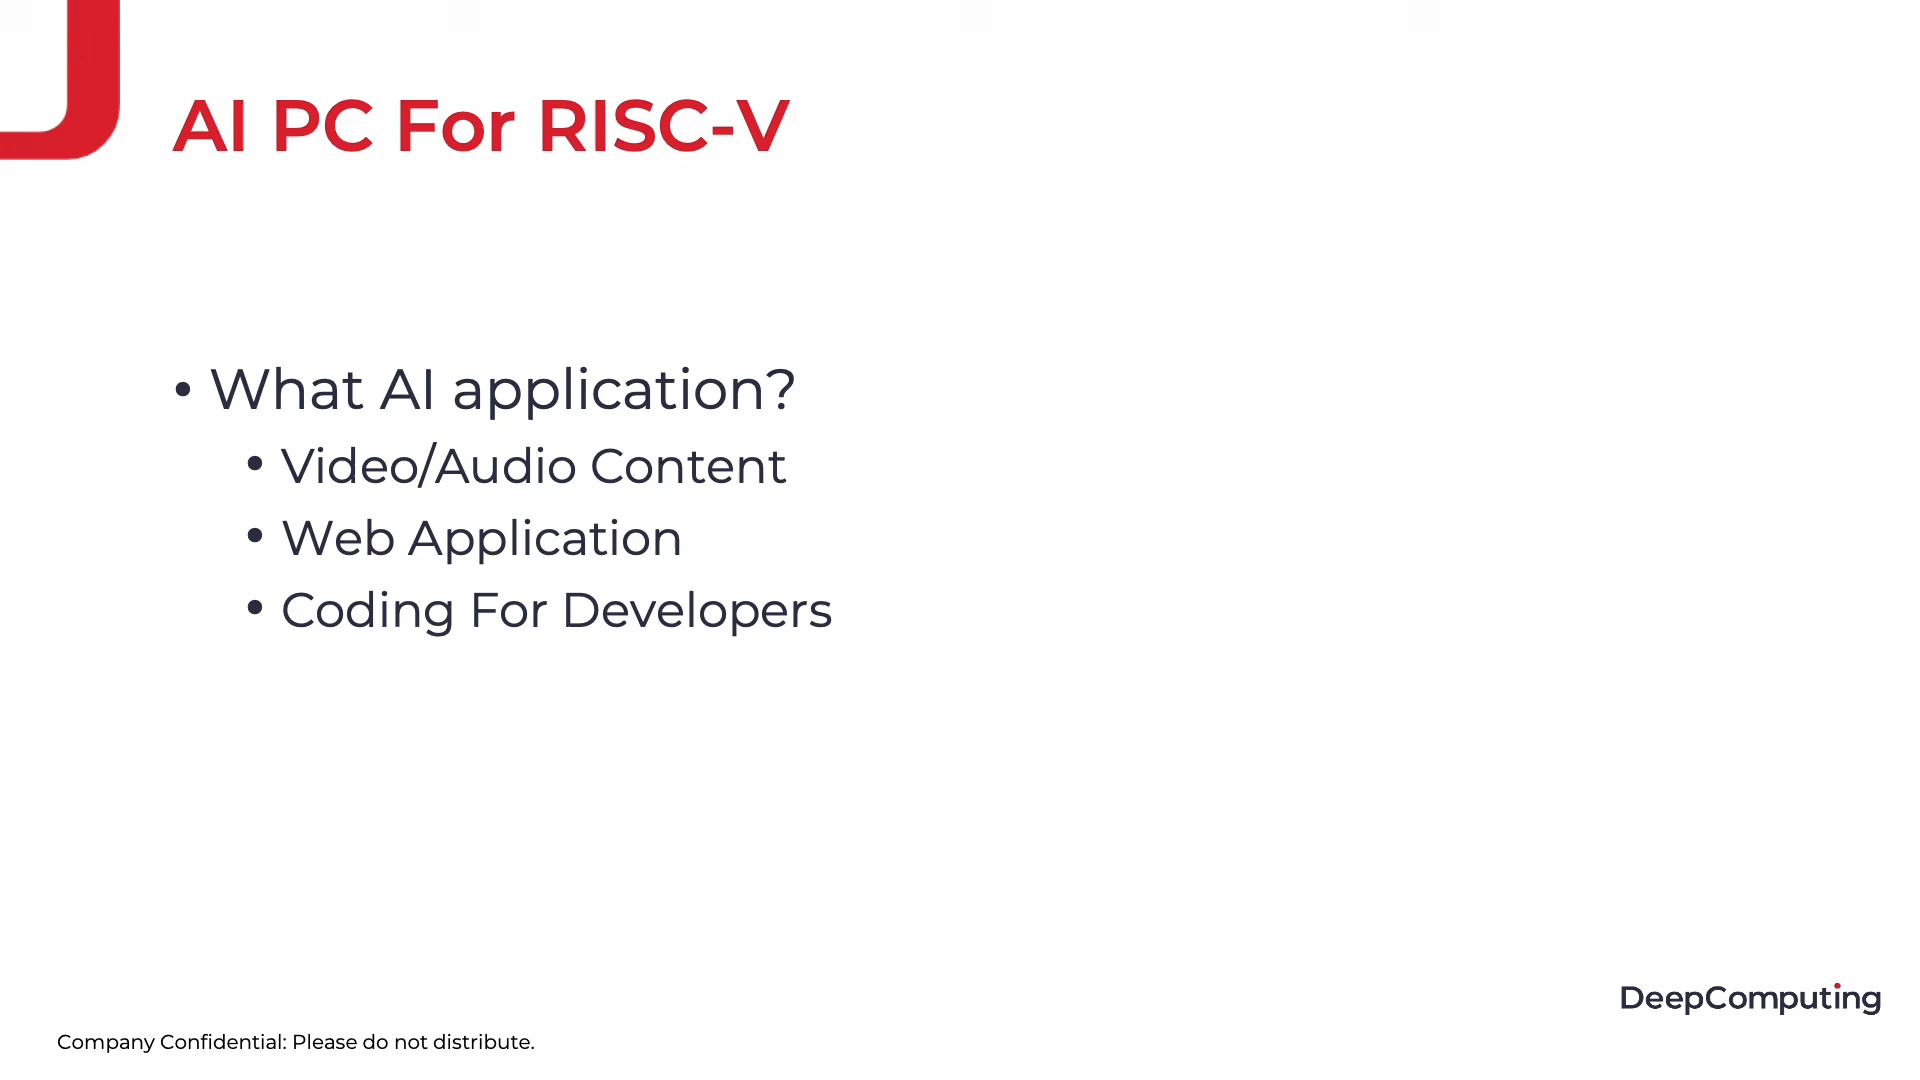 AI PC For RISC-V
• What AI application?
• Video/Audio Content
• Web Application
• Coding For Developers
DeepComputing
Company Confidential: Please do not distribute.